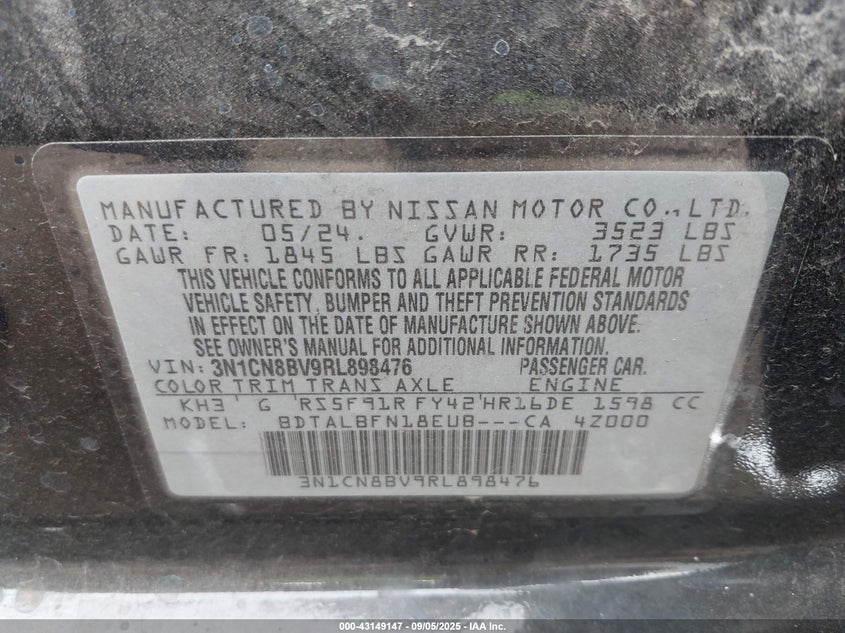 MANUFACTURED BY NISSAN MOTOR CO., LTD.
DATE: 05/24. GVWR: 3523 LBS
GAWR FR: 1845 LBS GAWR RR: 1735 LBS
THIS VEHICLE CONFORMS TO ALL APPLICABLE FEDERAL MOTOR
VEHICLE SAFETY, BUMPER AND THEFT PREVENTION STANDARDS
IN EFFECT ON THE DATE OF MANUFACTURE SHOWN ABOVE.
SEE OWNER'S MANUAL FOR ADDITIONAL INFORMATION.
VIN: 3N1CN8BV9RL898476 PASSENGER CAR.
COLOR TRIM TRANS AXLE ENGINE
KH3 G RS5F91R FY42 HR16DE 1598 CC
MODEL: BDTALBFN18EUB---CA 4Z000
3N1CN8BV9RL898476
000-43149147 - 09/05/2025 - IAA Inc.